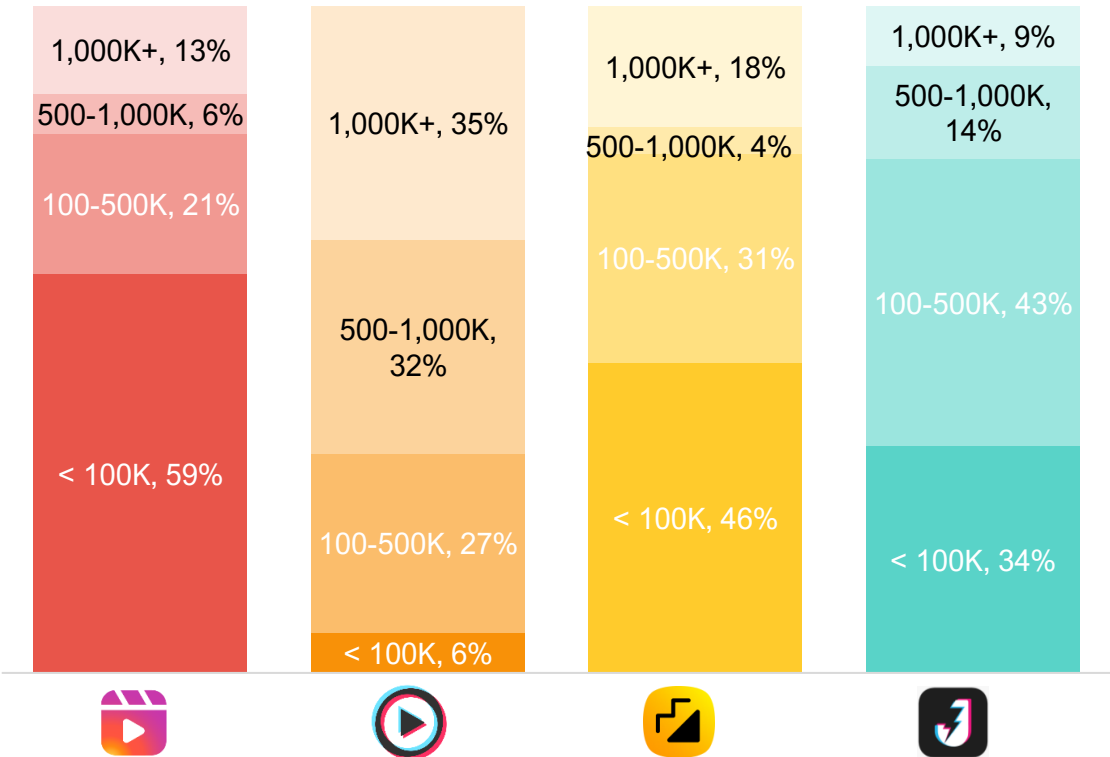 1,000K+, 13%
500-1,000K, 6%
100-500K, 21%
< 100K, 59%
1,000K+, 35%
500-1,000K,
32%
100-500K, 27%
< 100K, 6%
1,000K+, 18%
500-1,000K, 4%
100-500K, 31%
< 100K, 46%
1,000K+, 9%
500-1,000K,
14%
100-500K, 43%
< 100K, 34%
J